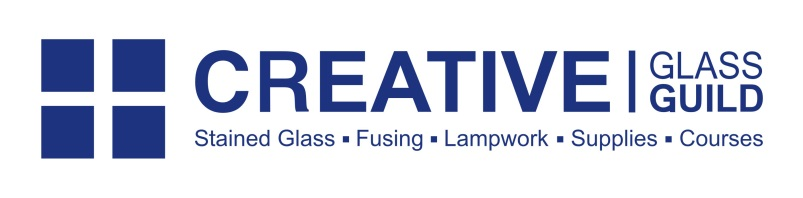 CREATIVE
GLASS
GUILD
Stained Glass ▪ Fusing ▪ Lampwork ▪ Supplies ▪ Courses